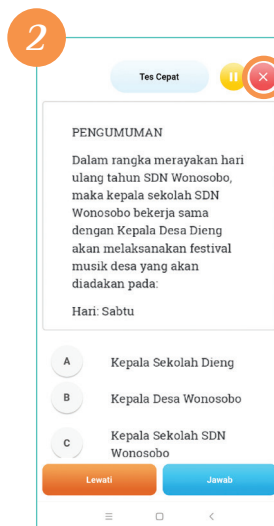 2
Tes Cepat
PENGUMUMAN
Dalam rangka merayakan hari
ulang tahun SDN Wonosobo,
maka kepala sekolah SDN
Wonosobo bekerja sama
dengan Kepala Desa Dieng
akan melaksanakan festival
musik desa yang akan
diadakan pada:
Hari: Sabtu
A Kepala Sekolah Dieng
B Kepala Desa Wonosobo
C Kepala Sekolah SDN
Wonosobo
Lewati Jawab